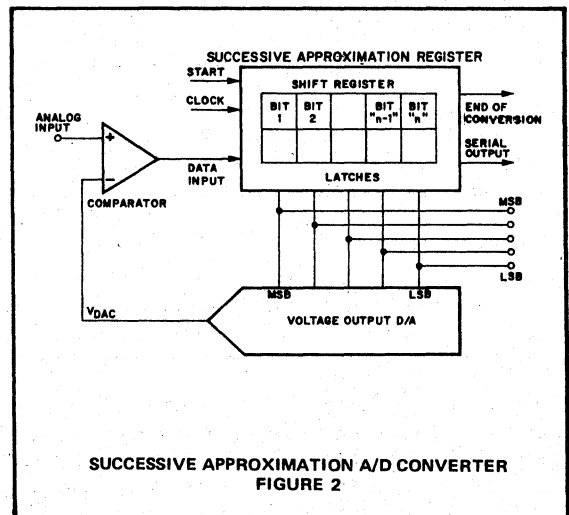 SUCCESSIVE APPROXIMATION REGISTER
START
SHIFT REGISTER
CLOCK
BIT 1
BIT 2
BIT "n-1"
BIT "n"
END OF CONVERSION
ANALOG INPUT
+
SERIAL OUTPUT
DATA INPUT
LATCHES
−
COMPARATOR
MSB
LSB
MSB
LSB
VDAC
VOLTAGE OUTPUT D/A
SUCCESSIVE APPROXIMATION A/D CONVERTER
FIGURE 2